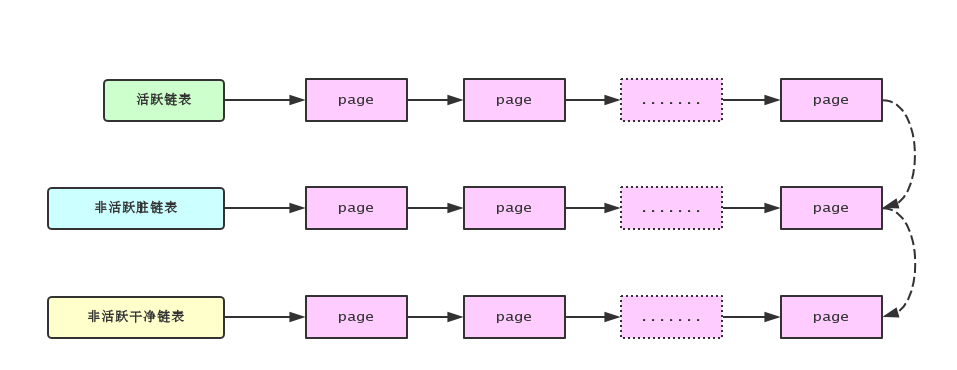 活跃链表 page page ....... page
非活跃脏链表 page page ....... page
非活跃干净链表 page page ....... page